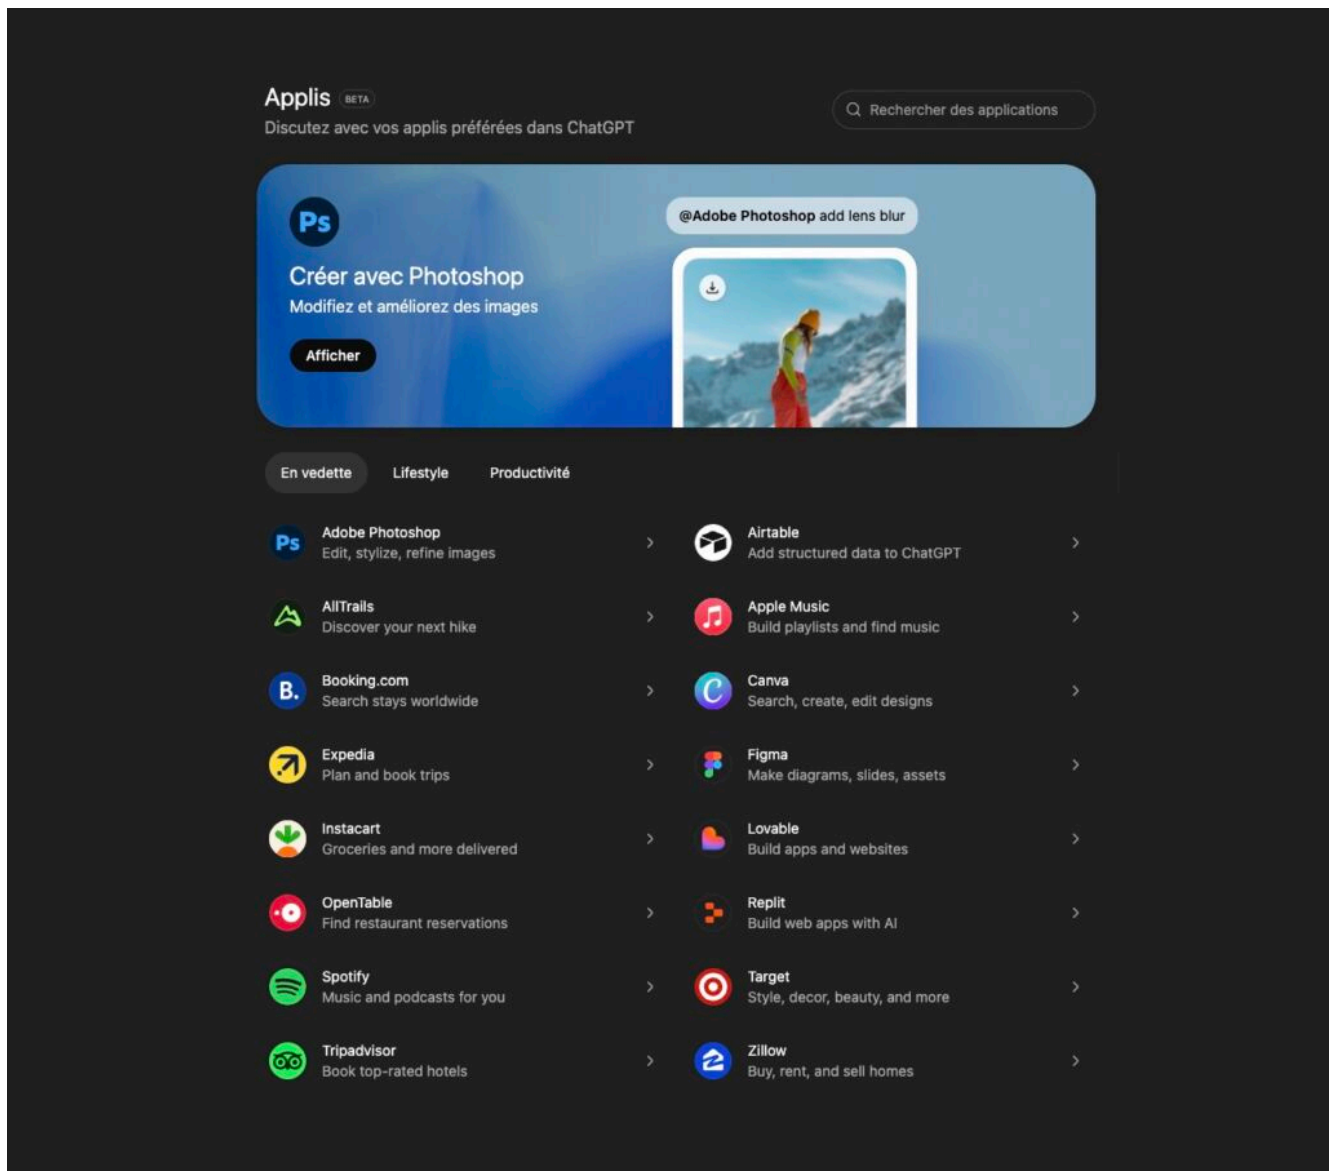 Applis BETA
Discutez avec vos applis préférées dans ChatGPT
Rechercher des applications
Ps
Créer avec Photoshop
Modifiez et améliorez des images
Afficher
@Adobe Photoshop add lens blur
En vedette
Lifestyle
Productivité
Ps
Adobe Photoshop
Edit, stylize, refine images
Airtable
Add structured data to ChatGPT
AllTrails
Discover your next hike
Apple Music
Build playlists and find music
B.
Booking.com
Search stays worldwide
C
Canva
Search, create, edit designs
Expedia
Plan and book trips
Figma
Make diagrams, slides, assets
Instacart
Groceries and more delivered
Lovable
Build apps and websites
OpenTable
Find restaurant reservations
Replit
Build web apps with AI
Spotify
Music and podcasts for you
Target
Style, decor, beauty, and more
Tripadvisor
Book top-rated hotels
Zillow
Buy, rent, and sell homes